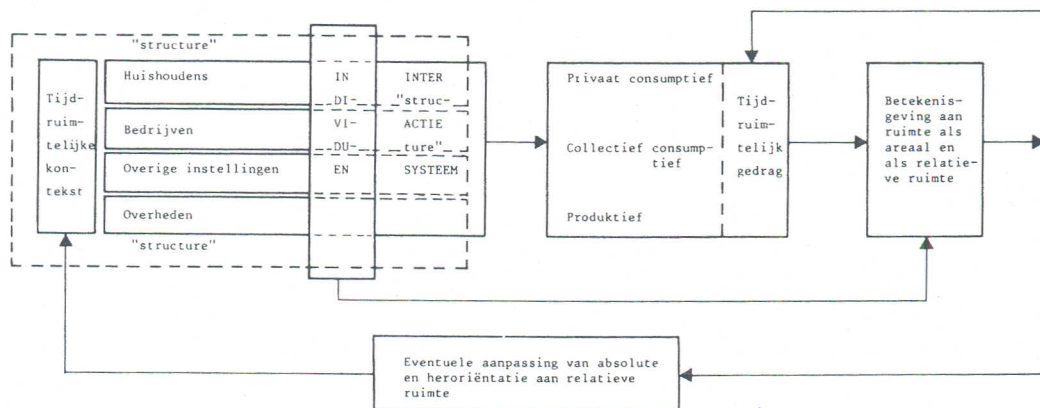 "structure"
Tijd-
ruim-
telijke
kon-
tekst
Huishoudens
Bedrijven
Overige instellingen
Overheden
IN
DI-
VI-
DU-
EN
INTER
"struc-
ACTIE
ture"
SYSTEEM
"structure"
Privaat consumptief
Collectief consump-
tief
Produktief
Tijd-
ruim-
telijk
gedrag
Betekenis-
geving aan
ruimte als
areaal en
als relatie-
ve ruimte
Eventuele aanpassing van absolute
en heroriëntatie aan relatieve
ruimte